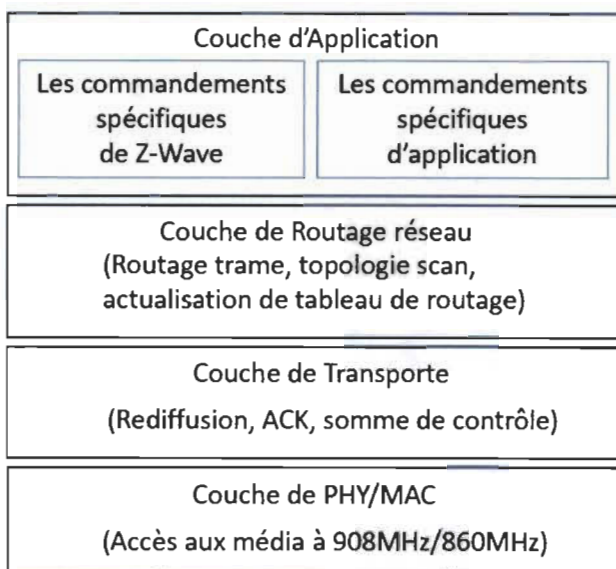 Couche d'Application
Les commandements
spécifiques
de Z-Wave
Les commandements
spécifiques
d'application
Couche de Routage réseau
(Routage trame, topologie scan,
actualisation de tableau de routage)
Couche de Transporte
(Rediffusion, ACK, somme de contrôle)
Couche de PHY/MAC
(Accès aux média à 908MHz/860MHz)